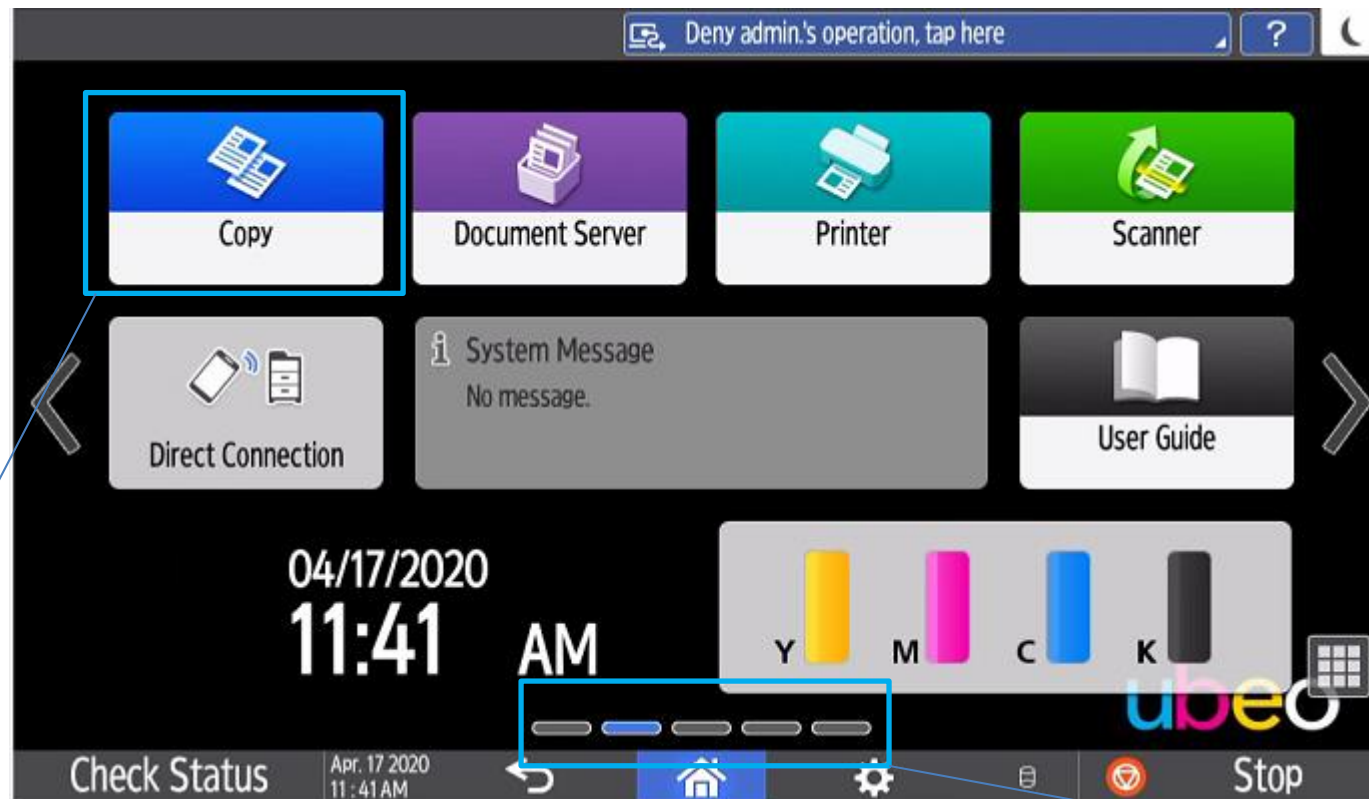 Deny admin.'s operation, tap here ?
Copy
Document Server
Printer
Scanner
System Message
No message.
Direct Connection
User Guide
04/17/2020
11:41 AM
Y M C K
ubeo
Check Status
Apr. 17 2020
11 : 41 AM
Stop